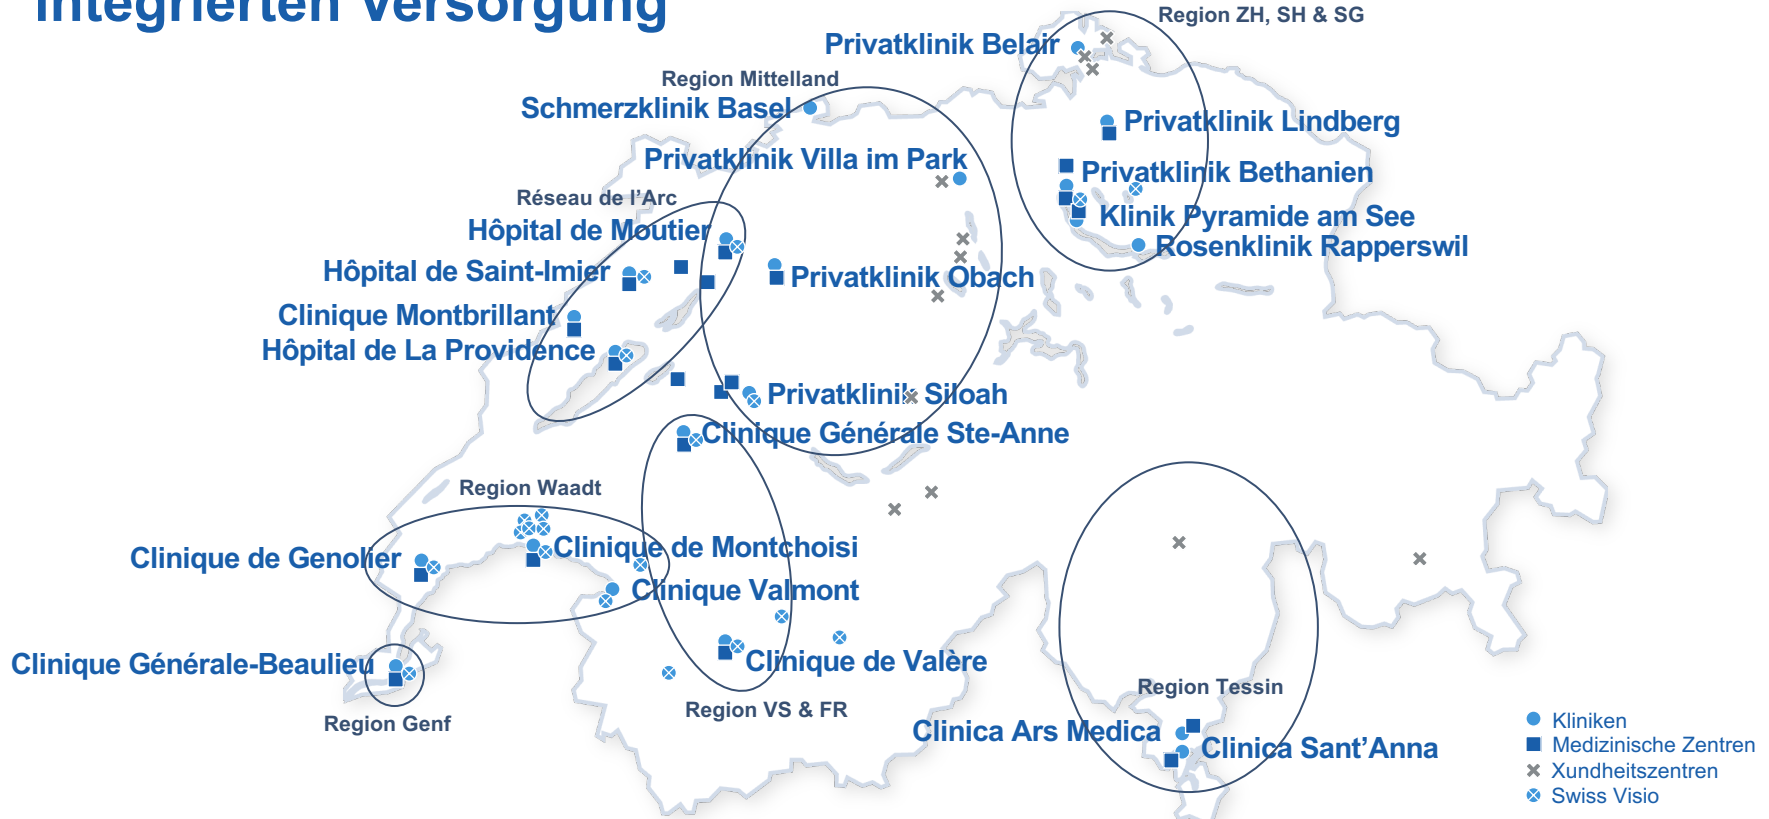 integrierten Versorgung
Region ZH, SH & SG
Privatklinik Belair
Region Mittelland
Schmerzklinik Basel
Privatklinik Lindberg
Privatklinik Villa im Park
Privatklinik Bethanien
Réseau de l’Arc
Klinik Pyramide am See
Hôpital de Moutier
Rosenklinik Rapperswil
Hôpital de Saint-Imier
Privatklinik Obach
Clinique Montbrillant
Hôpital de La Providence
Privatklinik Siloah
Clinique Générale Ste-Anne
Region Waadt
Clinique de Montchoisi
Clinique de Genolier
Clinique Valmont
Clinique de Valère
Clinique Générale-Beaulieu
Region Tessin
Region VS & FR
Region Genf
Clinica Ars Medica
Clinica Sant’Anna
Kliniken
Medizinische Zentren
Xundheitszentren
Swiss Visio